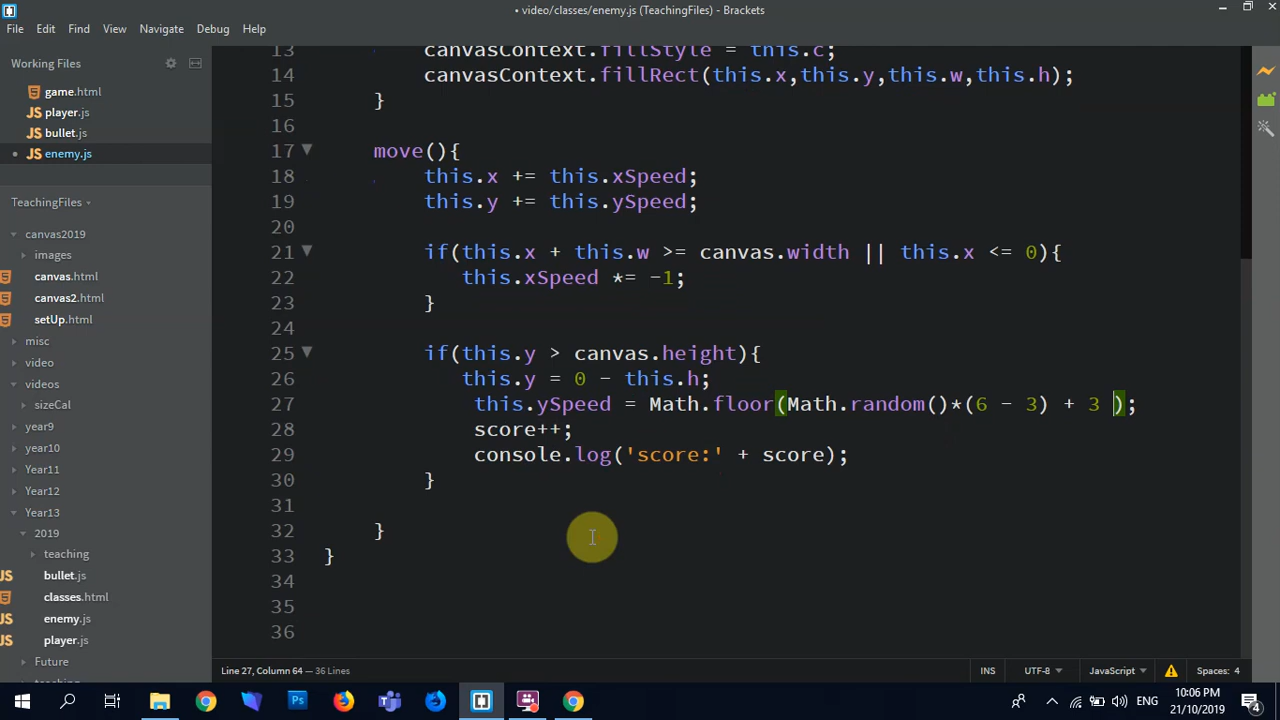 • video/classes/enemy.js (TeachingFiles) - Brackets
File Edit Find View Navigate Debug Help
Working Files
game.html
player.js
bullet.js
• enemy.js
TeachingFiles
canvas2019
images
canvas.html
canvas2.html
setUp.html
misc
video
videos
sizeCal
year9
year10
Year11
Year12
Year13
2019
teaching
bullet.js
classes.html
enemy.js
player.js
Future
13 canvasContext.fillStyle = this.c;
14 canvasContext.fillRect(this.x,this.y,this.w,this.h);
15 }
16
17 move(){
18 this.x += this.xSpeed;
19 this.y += this.ySpeed;
20
21 if(this.x + this.w >= canvas.width || this.x <= 0){
22 this.xSpeed *= -1;
23 }
24
25 if(this.y > canvas.height){
26 this.y = 0 - this.h;
27 this.ySpeed = Math.floor(Math.random()*(6 - 3) + 3 );
28 score++;
29 console.log('score:' + score);
30 }
31
32 }
33 }
34
35
36
Line 27, Column 64 — 36 Lines
INS UTF-8 JavaScript Spaces: 4
Ps
ENG
10:06 PM
21/10/2019
4